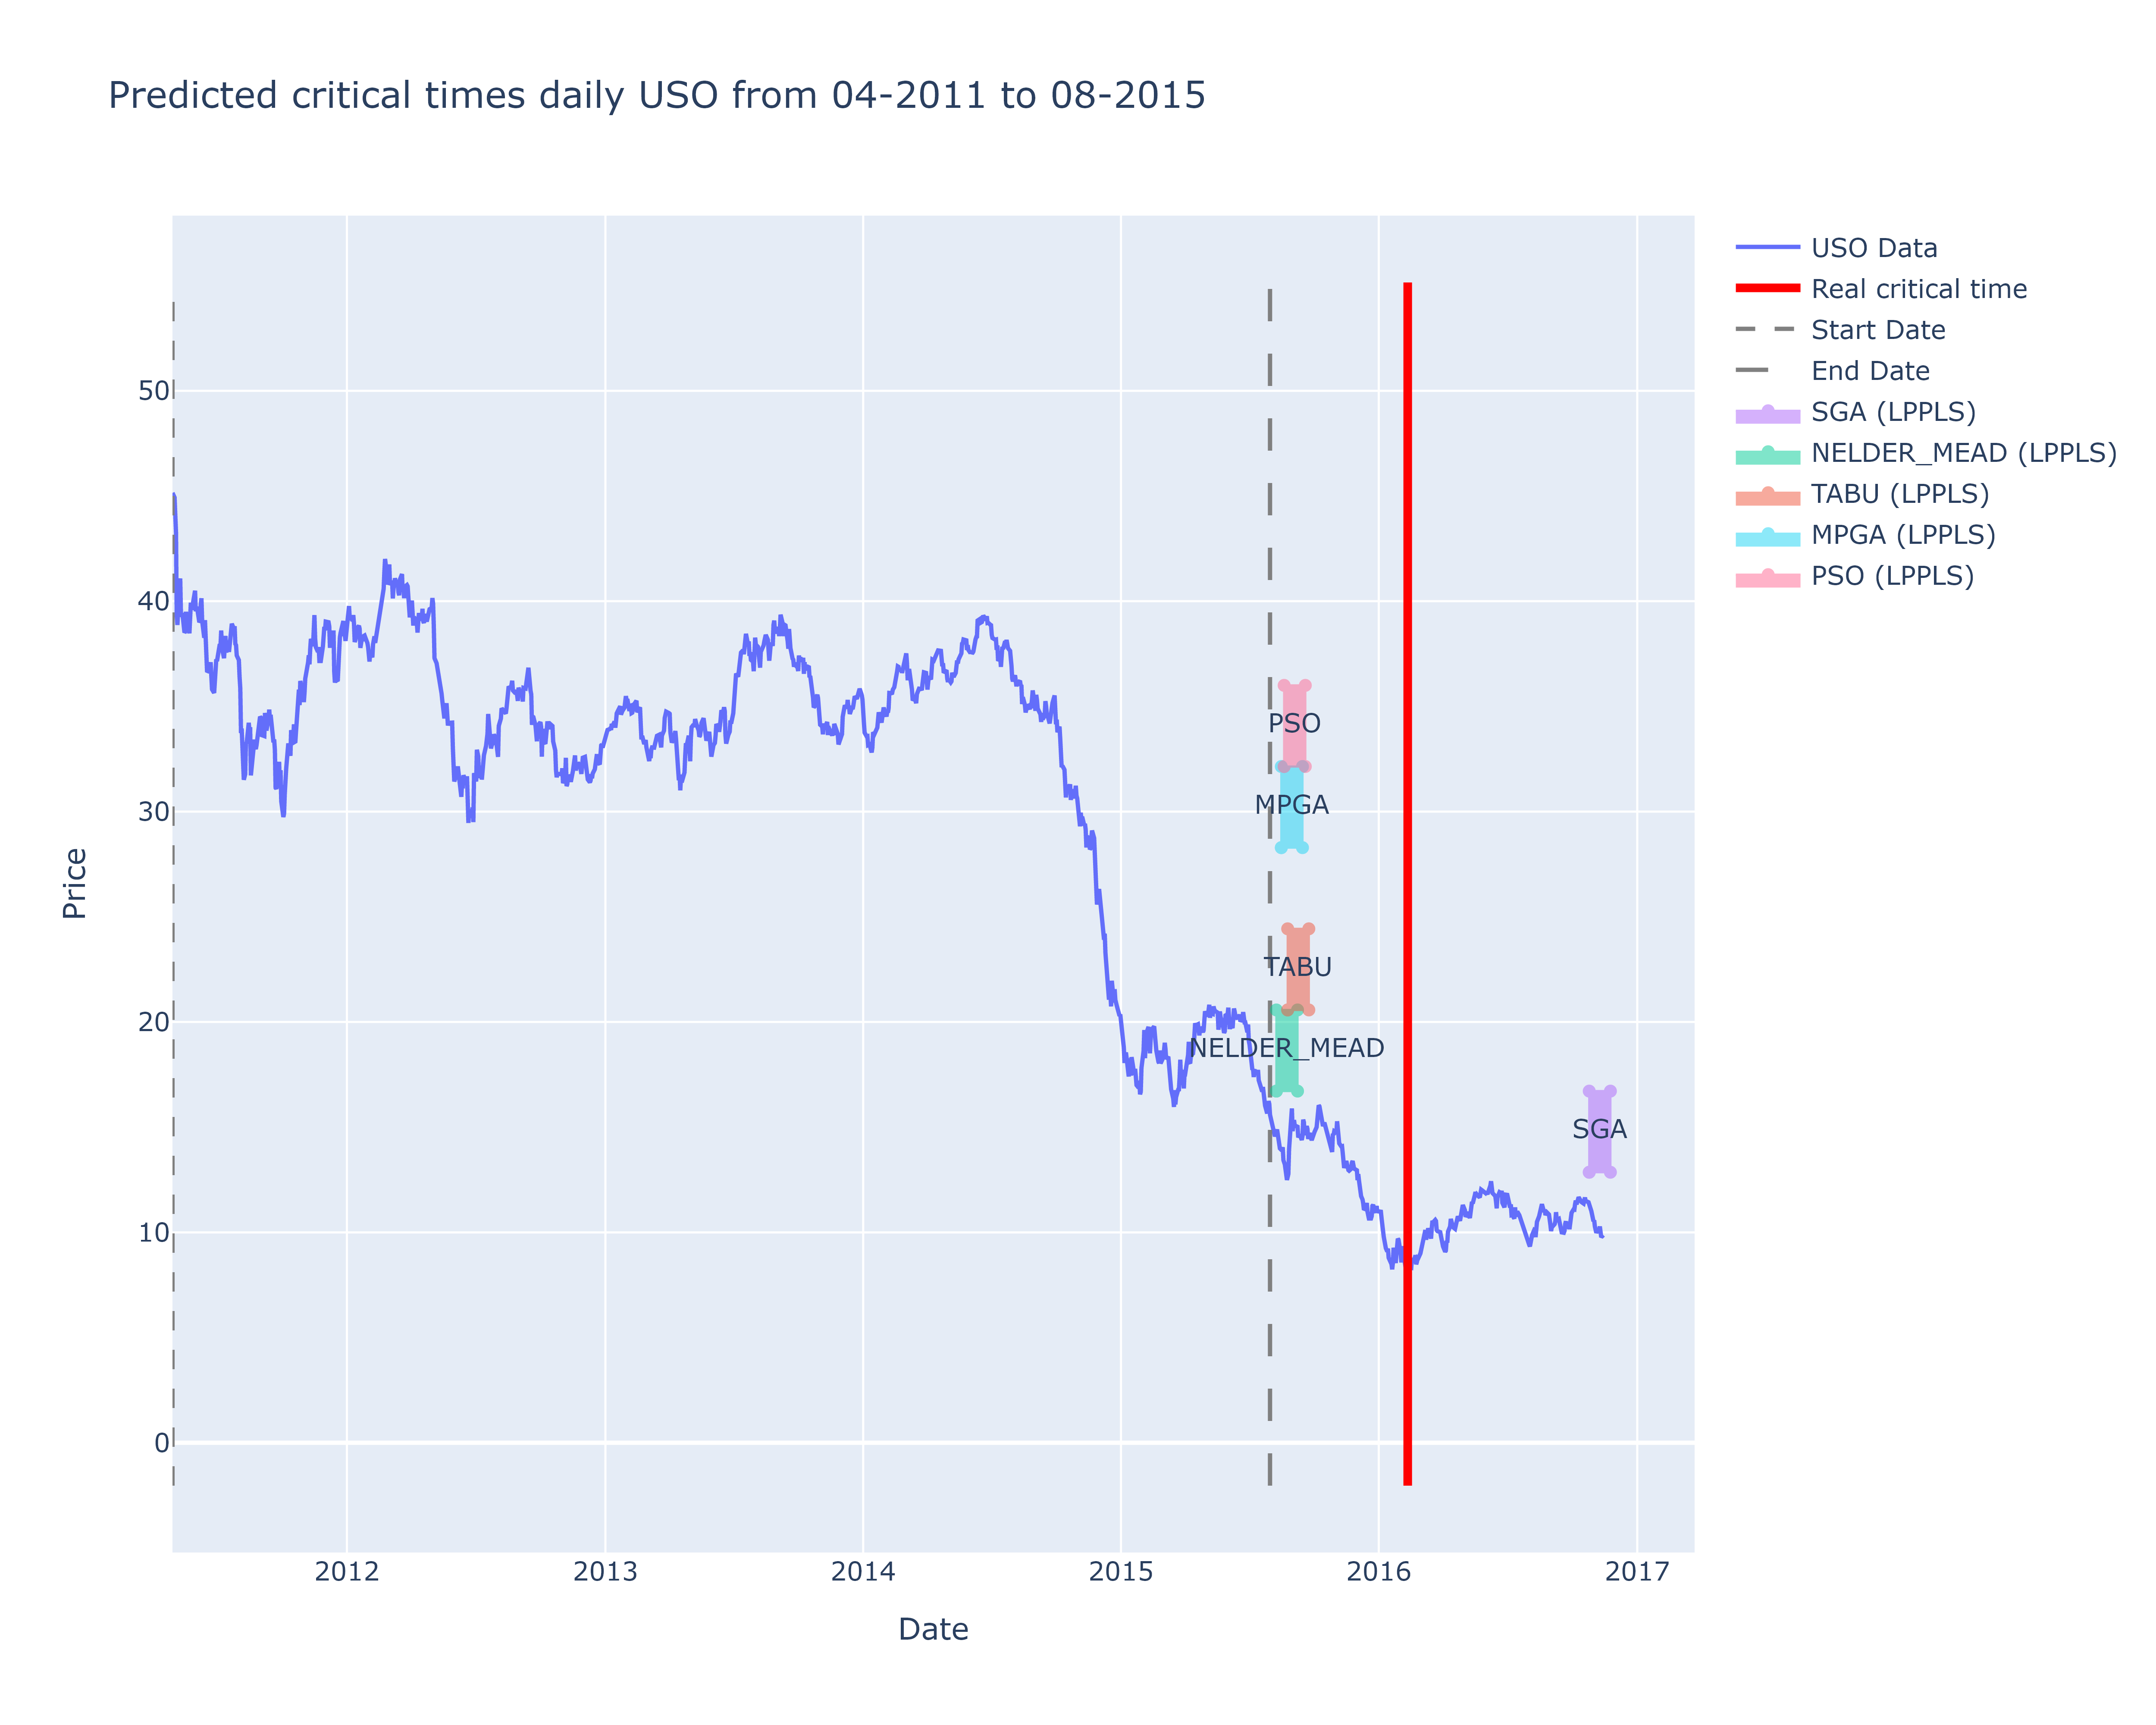 Predicted critical times daily USO from 04-2011 to 08-2015
USO Data
Real critical time
Start Date
End Date
SGA (LPPLS)
NELDER_MEAD (LPPLS)
TABU (LPPLS)
MPGA (LPPLS)
PSO (LPPLS)
50
40
30
20
10
0
Price
PSO
MPGA
TABU
NELDER_MEAD
SGA
2012
2013
2014
2015
2016
2017
Date